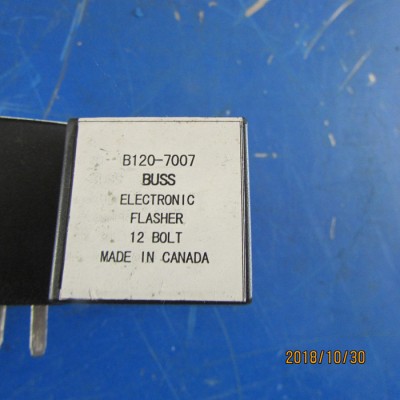 B120-7007
BUSS
ELECTRONIC
FLASHER
12 BOLT
MADE IN CANADA
2018/10/30